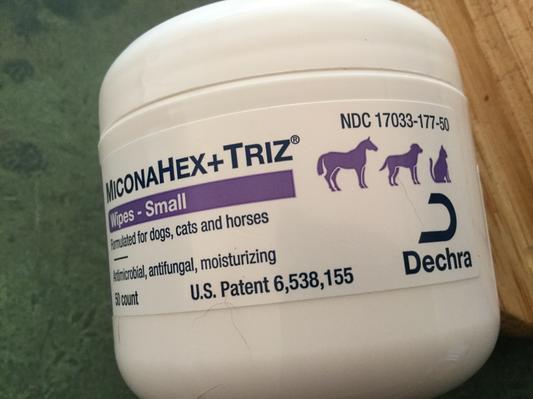 NDC 17033-177-50
MICONAHEX+TRIZ®
Wipes - Small
Formulated for dogs, cats and horses
Antimicrobial, antifungal, moisturizing
50 count
U.S. Patent 6,538,155
Dechra